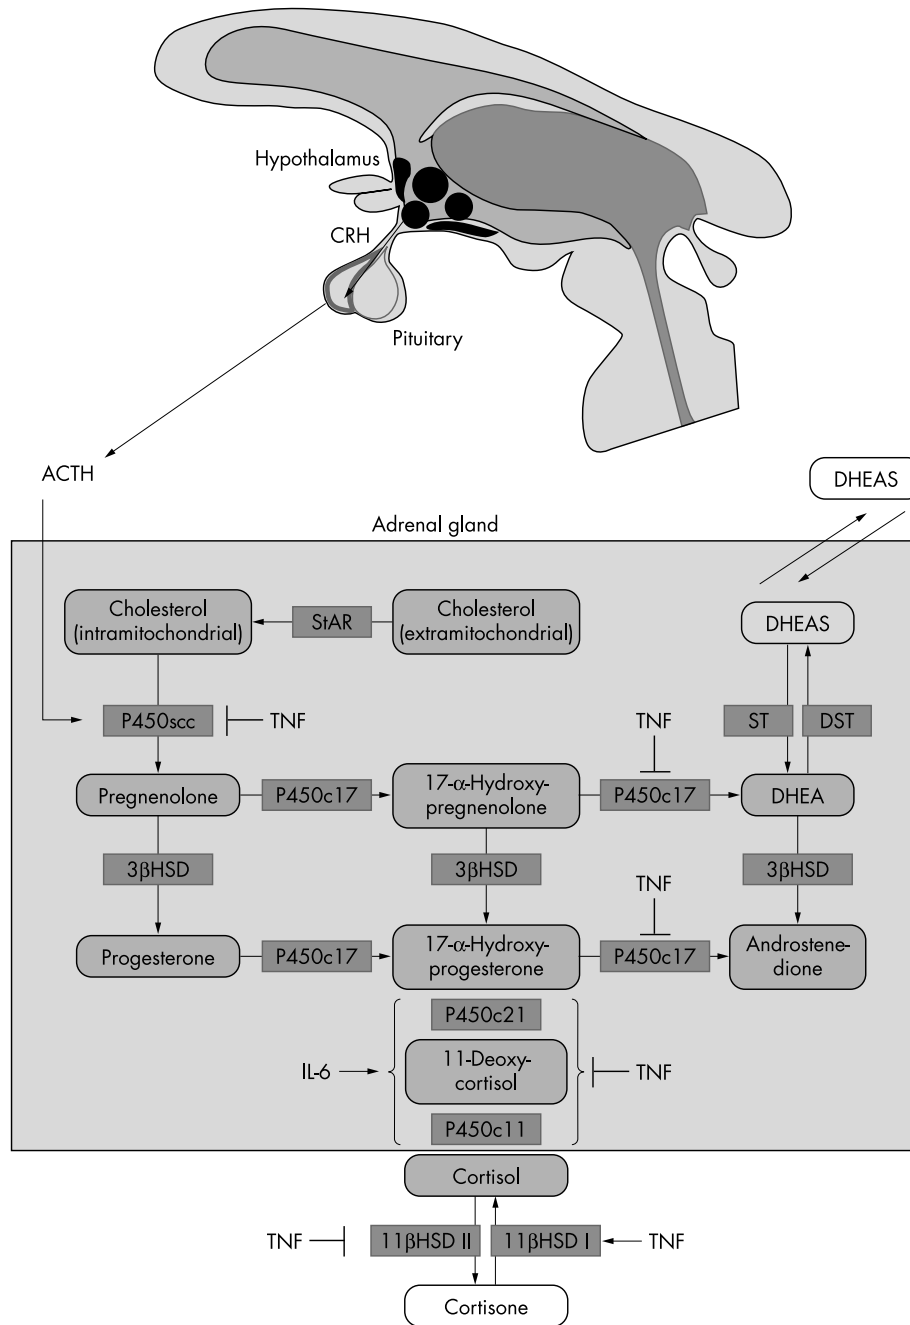 Hypothalamus
CRH
Pituitary
ACTH
DHEAS
Adrenal gland
Cholesterol
(intramitochondrial)
StAR
Cholesterol
(extramitochondrial)
DHEAS
P450scc
TNF
TNF
ST
DST
Pregnenolone
P450c17
17-α-Hydroxy-
pregnenolone
P450c17
DHEA
3βHSD
3βHSD
TNF
3βHSD
Progesterone
P450c17
17-α-Hydroxy-
progesterone
P450c17
Androstene-
dione
P450c21
IL-6
11-Deoxy-
cortisol
TNF
P450c11
Cortisol
TNF
11βHSD II
11βHSD I
TNF
Cortisone